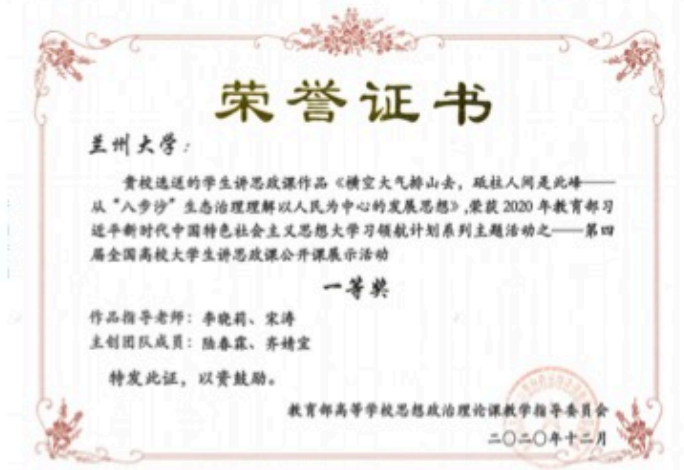 荣誉证书
兰州大学:
贵校选送的学生讲思政课作品《横空大气排山去，砥柱人间是此峰——
从“八步沙”生态治理理解以人民为中心的发展思想》,荣获2020年教育部习
近平新时代中国特色社会主义思想大学习领航计划系列主题活动之——第四
届全国高校大学生讲思政课公开课展示活动
一等奖
作品指导老师：李晓莉、宋涛
主创团队成员：陆春霖、齐婧宜
特发此证，以资鼓励。
教育部高等学校思想政治理论课教学指导委员会
二〇二〇年十二月